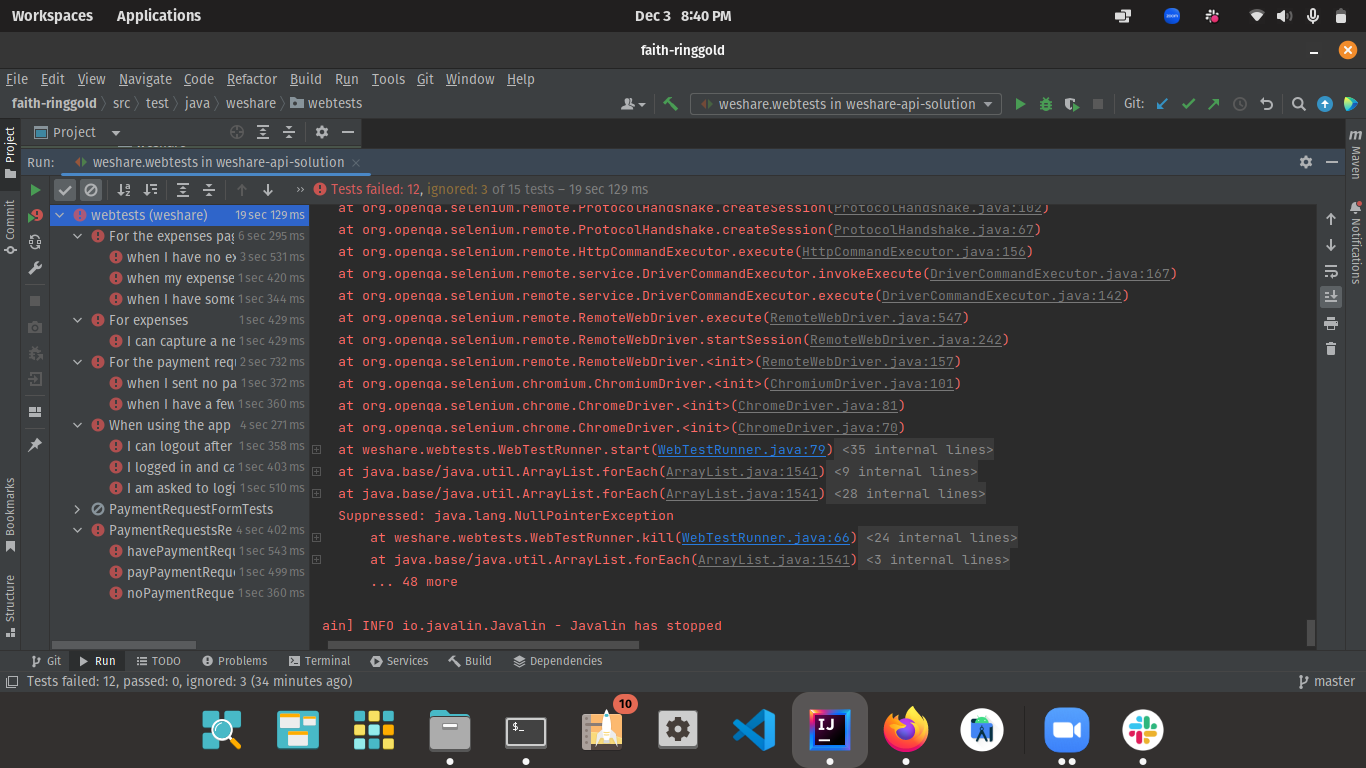 Workspaces Applications Dec 3 8:40 PM
faith-ringgold
File Edit View Navigate Code Refactor Build Run Tools Git Window Help
faith-ringgold src test java weshare webtests weshare.webtests in weshare-api-solution Git:
Project
Run: weshare.webtests in weshare-api-solution
Tests failed: 12, ignored: 3 of 15 tests – 19 sec 129 ms
webtests (weshare) 19 sec 129 ms
For the expenses pag 6 sec 295 ms
when I have no ex 3 sec 531 ms
when my expense 1 sec 420 ms
when I have some 1 sec 344 ms
For expenses 1 sec 429 ms
I can capture a ne 1 sec 429 ms
For the payment requ 2 sec 732 ms
when I sent no pa 1 sec 372 ms
when I have a few 1 sec 360 ms
When using the app 4 sec 271 ms
I can logout after 1 sec 358 ms
I logged in and ca 1 sec 403 ms
I am asked to logi 1 sec 510 ms
PaymentRequestFormTests
PaymentRequestsRe 4 sec 402 ms
havePaymentRequ 1 sec 543 ms
payPaymentReque 1 sec 499 ms
noPaymentReque 1 sec 360 ms
at org.openqa.selenium.remote.ProtocolHandshake.createSession(ProtocolHandshake.java:102)
at org.openqa.selenium.remote.ProtocolHandshake.createSession(ProtocolHandshake.java:67)
at org.openqa.selenium.remote.HttpCommandExecutor.execute(HttpCommandExecutor.java:156)
at org.openqa.selenium.remote.service.DriverCommandExecutor.invokeExecute(DriverCommandExecutor.java:167)
at org.openqa.selenium.remote.service.DriverCommandExecutor.execute(DriverCommandExecutor.java:142)
at org.openqa.selenium.remote.RemoteWebDriver.execute(RemoteWebDriver.java:547)
at org.openqa.selenium.remote.RemoteWebDriver.startSession(RemoteWebDriver.java:242)
at org.openqa.selenium.remote.RemoteWebDriver.<init>(RemoteWebDriver.java:157)
at org.openqa.selenium.chromium.ChromiumDriver.<init>(ChromiumDriver.java:101)
at org.openqa.selenium.chrome.ChromeDriver.<init>(ChromeDriver.java:81)
at org.openqa.selenium.chrome.ChromeDriver.<init>(ChromeDriver.java:70)
at weshare.webtests.WebTestRunner.start(WebTestRunner.java:79) <35 internal lines>
at java.base/java.util.ArrayList.forEach(ArrayList.java:1541) <9 internal lines>
at java.base/java.util.ArrayList.forEach(ArrayList.java:1541) <28 internal lines>
Suppressed: java.lang.NullPointerException
at weshare.webtests.WebTestRunner.kill(WebTestRunner.java:66) <24 internal lines>
at java.base/java.util.ArrayList.forEach(ArrayList.java:1541) <3 internal lines>
... 48 more
ain] INFO io.javalin.Javalin - Javalin has stopped
Project
Commit
Bookmarks
Structure
m
Maven
Notifications
Git Run TODO Problems Terminal Services Build Dependencies
Tests failed: 12, passed: 0, ignored: 3 (34 minutes ago) master
10
$_
IJ
zoom